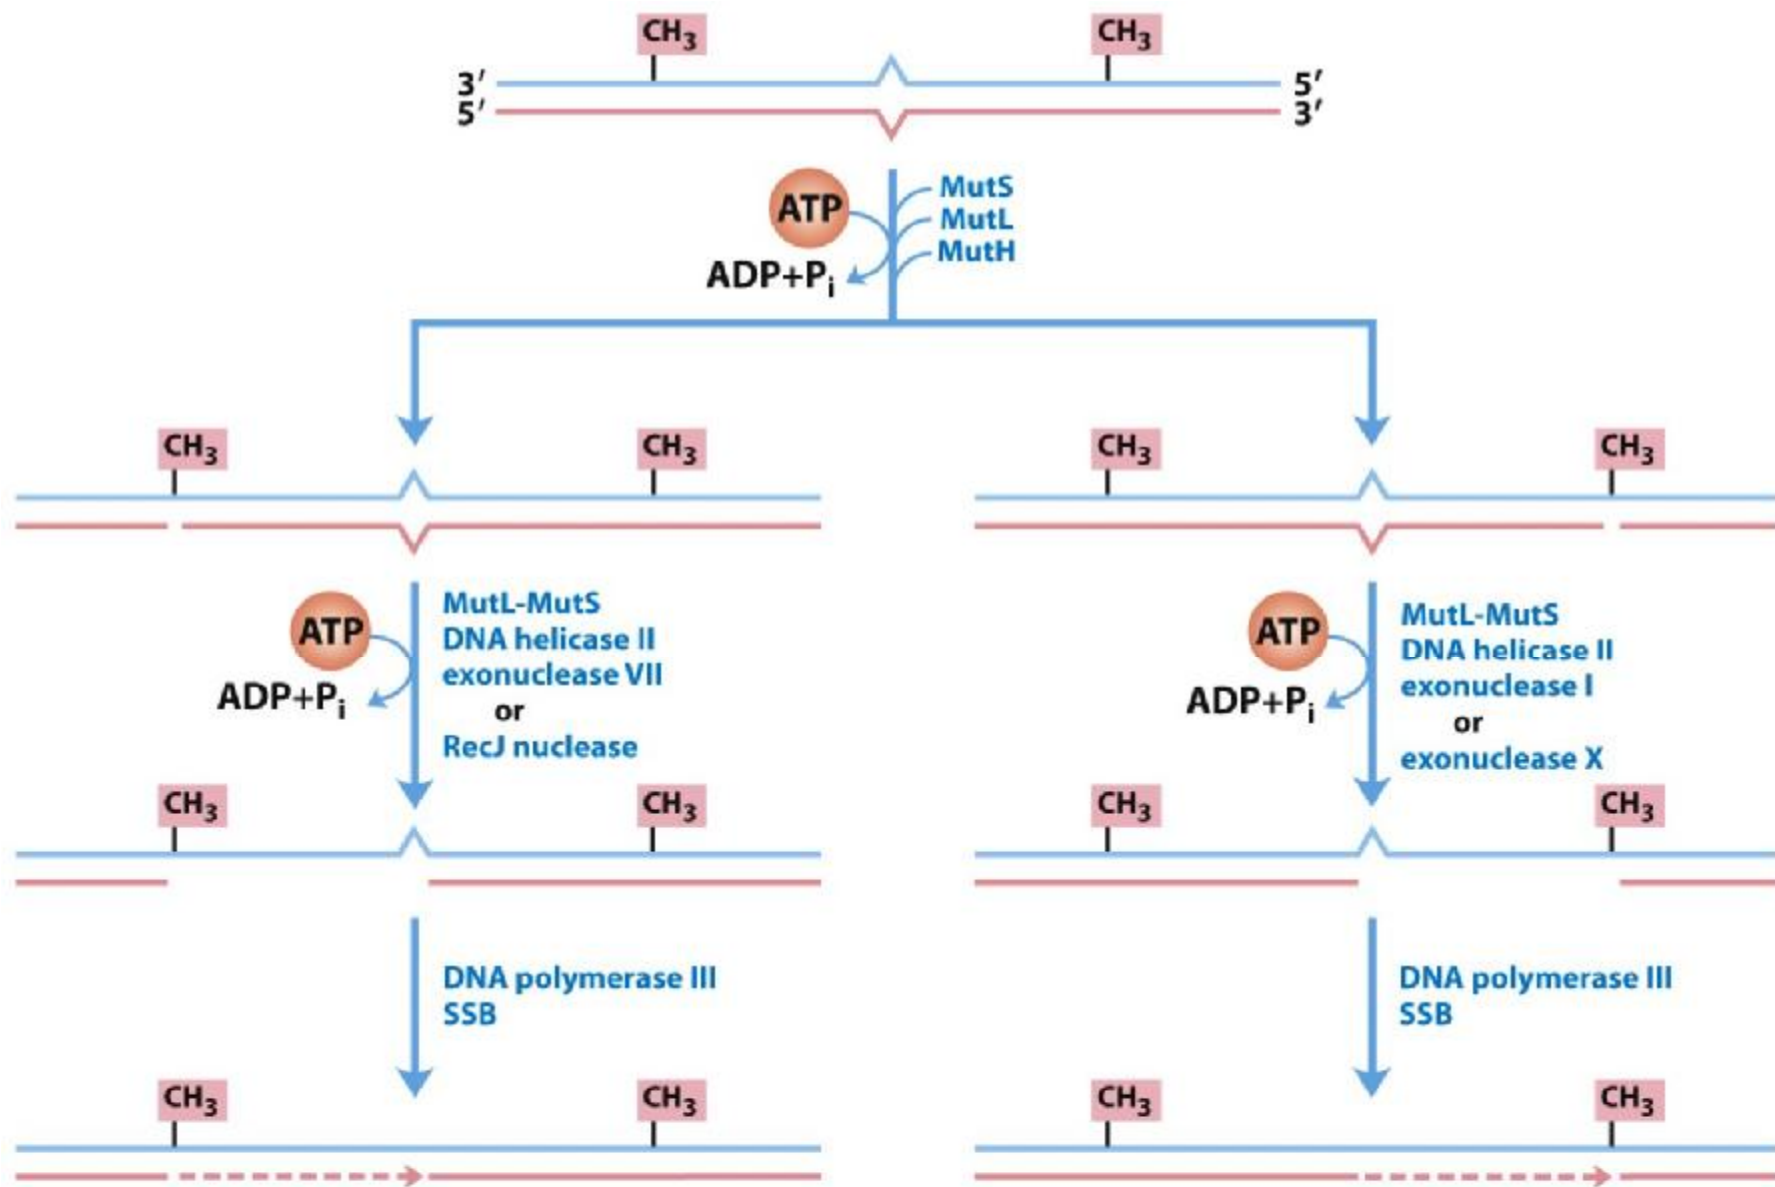 CH₃ CH₃
3′ 5′
5′ 3′
ATP
MutS
MutL
MutH
ADP+Pᵢ
CH₃ CH₃
CH₃ CH₃
ATP
ADP+Pᵢ
MutL-MutS
DNA helicase II
exonuclease VII
or
RecJ nuclease
ATP
ADP+Pᵢ
MutL-MutS
DNA helicase II
exonuclease I
or
exonuclease X
CH₃ CH₃
CH₃ CH₃
DNA polymerase III
SSB
DNA polymerase III
SSB
CH₃ CH₃
CH₃ CH₃